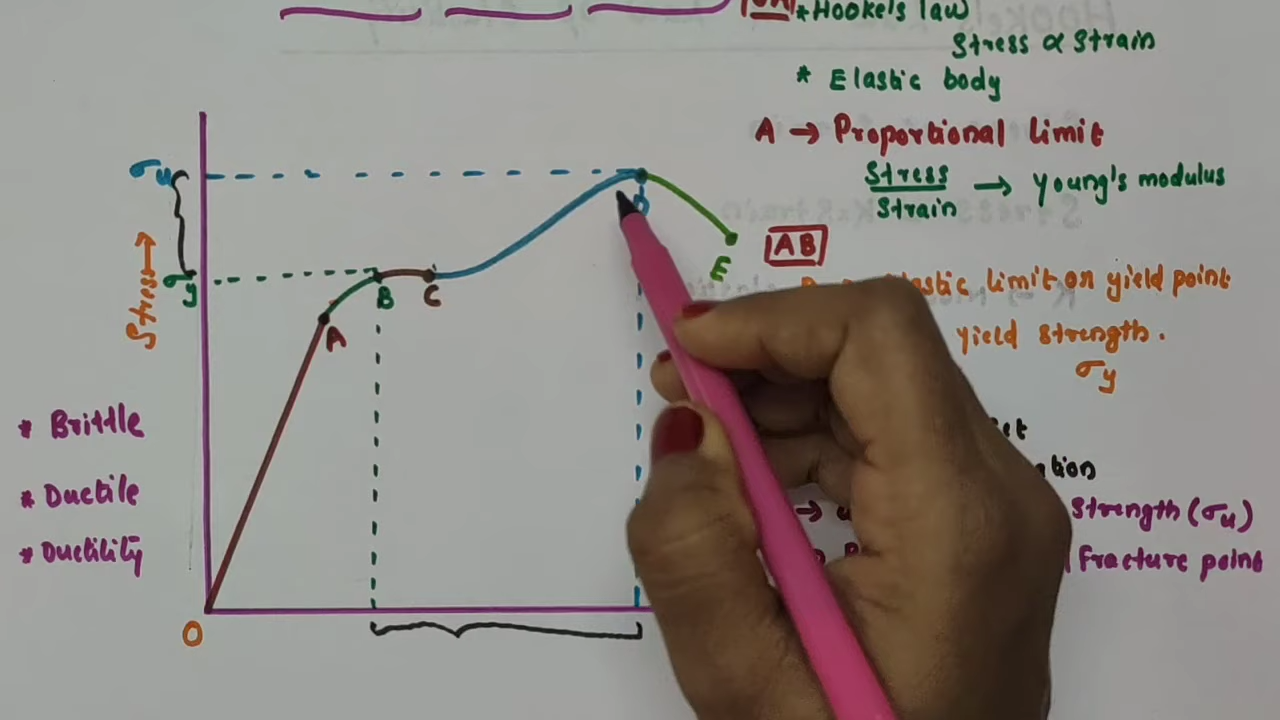 *Hooke's law
Stress ∝ Strain
* Elastic body
A → Proportional limit
Stress
Strain
→ Young's modulus
AB
elastic limit or yield point
yield strength.
σy
Strength (σu)
Fracture point
σu
σy
Stress →
A
B
C
D
E
O
* Brittle
* Ductile
* Ductility